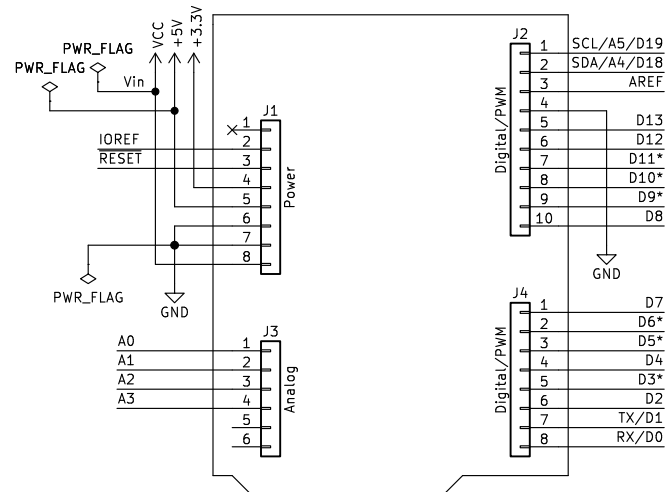 VCC
+5V
+3.3V
PWR_FLAG
PWR_FLAG
Vin
J1
1
IOREF 2
RESET 3
4
5
6
7
8
Power
PWR_FLAG
GND
J3
A0 1
A1 2
A2 3
A3 4
5
6
Analog
J2
1 SCL/A5/D19
2 SDA/A4/D18
3 AREF
4
5 D13
6 D12
7 D11*
8 D10*
9 D9*
10 D8
Digital/PWM
GND
J4
1 D7
2 D6*
3 D5*
4 D4
5 D3*
6 D2
7 TX/D1
8 RX/D0
Digital/PWM